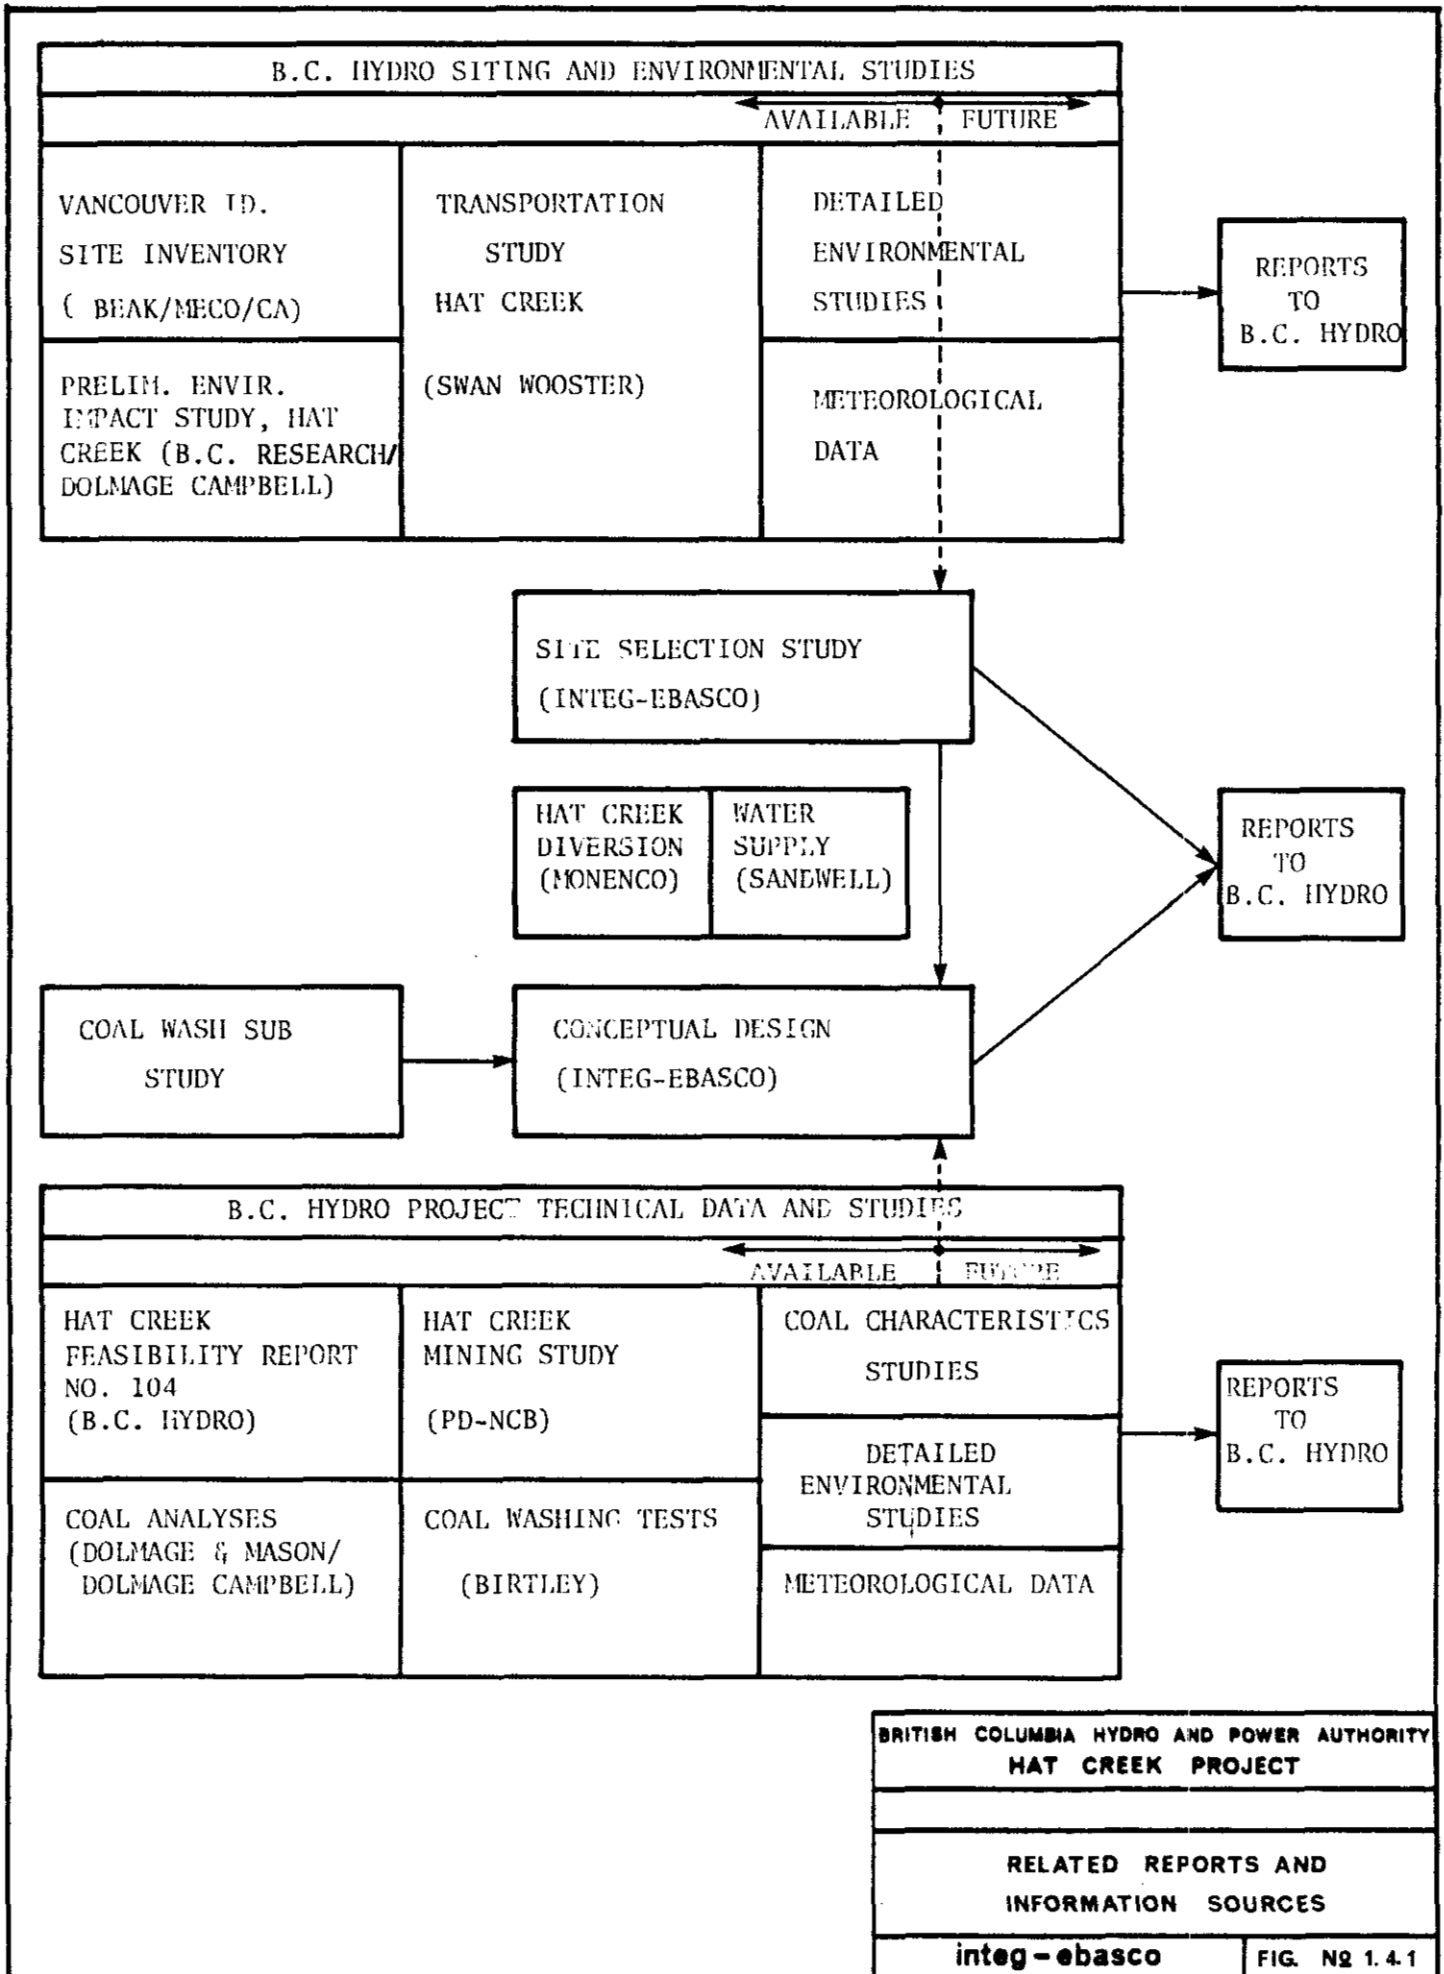 B.C. HYDRO SITING AND ENVIRONMENTAL STUDIES
AVAILABLE FUTURE
VANCOUVER
SITE INVENTORY
( BEAK/MECO/CA)
PRELIM. ENVIR.
IMPACT STUDY, HAT
CREEK (B.C. RESEARCH/
DOLMAGE CAMPBELL)
TRANSPORTATION
STUDY
HAT CREEK
(SWAN WOOSTER)
DETAILED
ENVIRONMENTAL
STUDIES
METEOROLOGICAL
DATA
REPORTS
TO
B.C. HYDRO
SITE SELECTION STUDY
(INTEG-EBASCO)
HAT CREEK
DIVERSION
(MONENCO)
WATER
SUPPLY
(SANDWELL)
REPORTS
TO
B.C. HYDRO
COAL WASH SUB
STUDY
CONCEPTUAL DESIGN
(INTEG-EBASCO)
B.C. HYDRO PROJECT TECHNICAL DATA AND STUDIES
AVAILABLE FUTURE
HAT CREEK
FEASIBILITY REPORT
NO. 104
(B.C. HYDRO)
HAT CREEK
MINING STUDY
(PD-NCB)
COAL CHARACTERISTICS
STUDIES
COAL ANALYSES
(DOLMAGE & MASON/
DOLMAGE CAMPBELL)
COAL WASHING TESTS
(BIRTLEY)
DETAILED
ENVIRONMENTAL
STUDIES
METEOROLOGICAL DATA
REPORTS
TO
B.C. HYDRO
BRITISH COLUMBIA HYDRO AND POWER AUTHORITY
HAT CREEK PROJECT
RELATED REPORTS AND
INFORMATION SOURCES
integ-ebasco
FIG. Nº 1.4.1